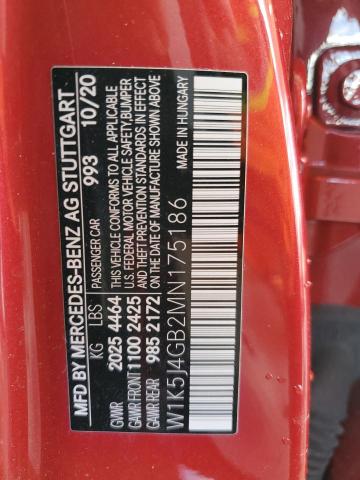 MFD BY MERCEDES-BENZ AG STUTTGART
993 10/20
KG LBS PASSENGER CAR
GVWR 2025 4464 THIS VEHICLE CONFORMS TO ALL APPLICABLE
GAWR FRONT 1100 2425 U.S. FEDERAL MOTOR VEHICLE SAFETY, BUMPER
GAWR REAR 985 2172 AND THEFT PREVENTION STANDARDS IN EFFECT
ON THE DATE OF MANUFACTURE SHOWN ABOVE
W1K5J4GB2MN175186 MADE IN HUNGARY